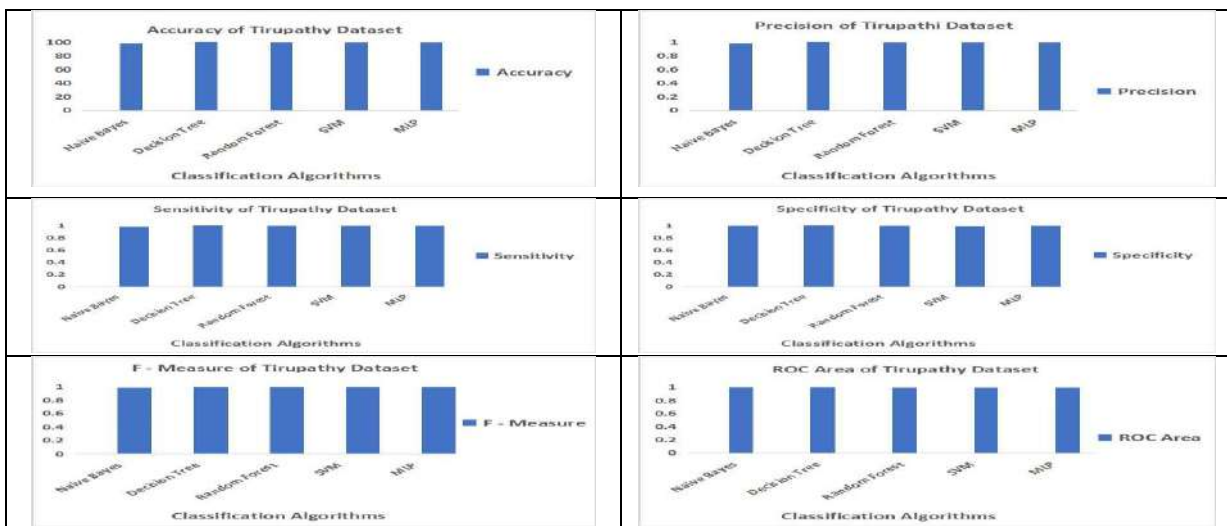 Accuracy of Tirupathy Dataset
100
80
60
40
20
0
Accuracy
Naive Bayes
Decision Tree
Random Forest
SVM
MLP
Classification Algorithms
Precision of Tirupathi Dataset
1
0.8
0.6
0.4
0.2
0
Precision
Naive Bayes
Decision Tree
Random Forest
SVM
MLP
Classification Algorithms
Sensitivity of Tirupathy Dataset
1
0.8
0.6
0.4
0.2
0
Sensitivity
Naive Bayes
Decision Tree
Random Forest
SVM
MLP
Classification Algorithms
Specificity of Tirupathy Dataset
1
0.8
0.6
0.4
0.2
0
Specificity
Naive Bayes
Decision Tree
Random Forest
SVM
MLP
Classification Algorithms
F - Measure of Tirupathy Dataset
1
0.8
0.6
0.4
0.2
0
F - Measure
Naive Bayes
Decision Tree
Random Forest
SVM
MLP
Classification Algorithms
ROC Area of Tirupathy Dataset
1
0.8
0.6
0.4
0.2
0
ROC Area
Naive Bayes
Decision Tree
Random Forest
SVM
MLP
Classification Algorithms